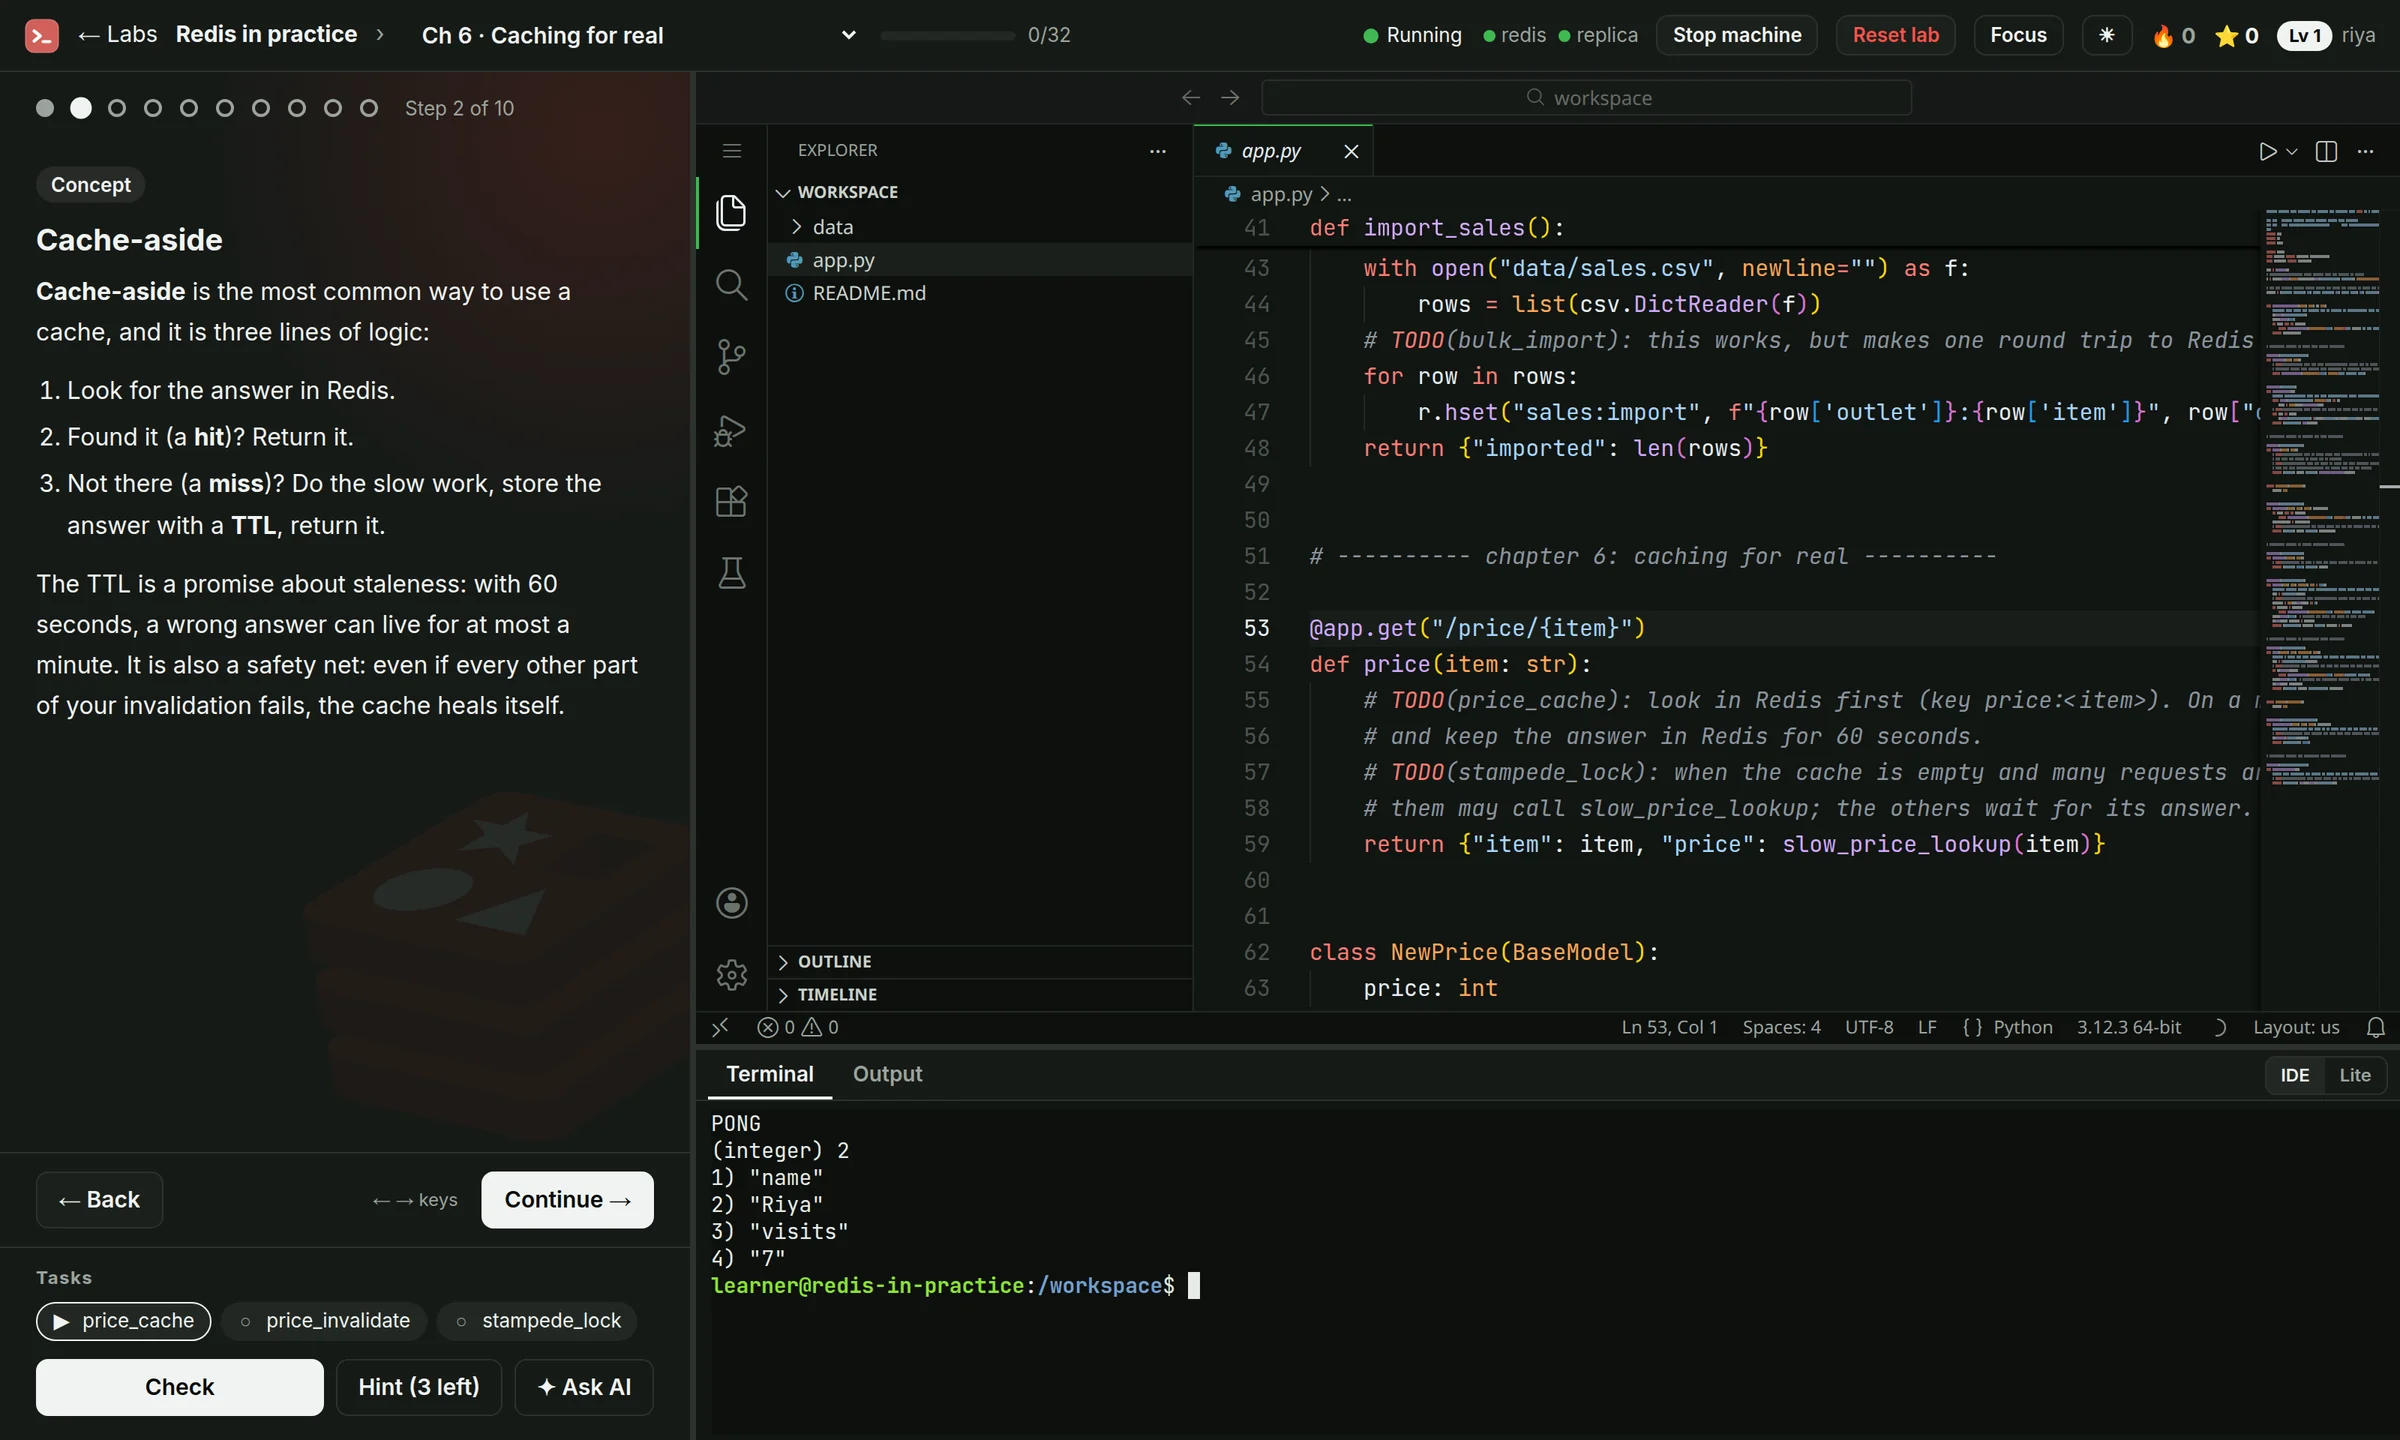 ← Labs Redis in practice › Ch 6 · Caching for real 0/32 Running redis replica Stop machine Reset lab Focus 0 0 Lv 1 riya
Step 2 of 10
Concept
Cache-aside
Cache-aside is the most common way to use a
cache, and it is three lines of logic:
1. Look for the answer in Redis.
2. Found it (a hit)? Return it.
3. Not there (a miss)? Do the slow work, store the
answer with a TTL, return it.
The TTL is a promise about staleness: with 60
seconds, a wrong answer can live for at most a
minute. It is also a safety net: even if every other part
of your invalidation fails, the cache heals itself.
← Back ← → keys Continue →
Tasks
▶ price_cache ○ price_invalidate ○ stampede_lock
Check Hint (3 left) ✦ Ask AI
← → workspace
EXPLORER ...
WORKSPACE
data
app.py
README.md
OUTLINE
TIMELINE
app.py
app.py > ...
41 def import_sales():
43 with open("data/sales.csv", newline="") as f:
44 rows = list(csv.DictReader(f))
45 # TODO(bulk_import): this works, but makes one round trip to Redis
46 for row in rows:
47 r.hset("sales:import", f"{row['outlet']}:{row['item']}", row["
48 return {"imported": len(rows)}
49
50
51 # ---------- chapter 6: caching for real ----------
52
53 @app.get("/price/{item}")
54 def price(item: str):
55 # TODO(price_cache): look in Redis first (key price:<item>). On a
56 # and keep the answer in Redis for 60 seconds.
57 # TODO(stampede_lock): when the cache is empty and many requests
58 # them may call slow_price_lookup; the others wait for its answer.
59 return {"item": item, "price": slow_price_lookup(item)}
60
61
62 class NewPrice(BaseModel):
63 price: int
0 0 Ln 53, Col 1 Spaces: 4 UTF-8 LF { } Python 3.12.3 64-bit Layout: us
Terminal Output IDE Lite
PONG
(integer) 2
1) "name"
2) "Riya"
3) "visits"
4) "7"
learner@redis-in-practice:/workspace$